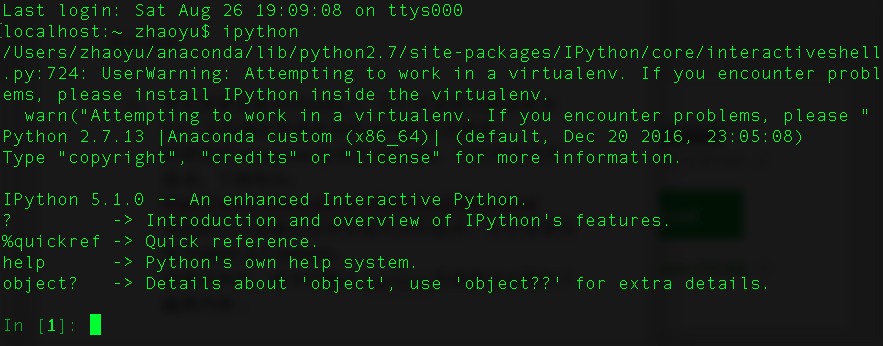 Last login: Sat Aug 26 19:09:08 on ttys000
[localhost:~ zhaoyu$ ipython
/Users/zhaoyu/anaconda/lib/python2.7/site-packages/IPython/core/interactiveshell
.py:724: UserWarning: Attempting to work in a virtualenv. If you encounter probl
ems, please install IPython inside the virtualenv.
  warn("Attempting to work in a virtualenv. If you encounter problems, please "
Python 2.7.13 |Anaconda custom (x86_64)| (default, Dec 20 2016, 23:05:08)
Type "copyright", "credits" or "license" for more information.

IPython 5.1.0 -- An enhanced Interactive Python.
?         -> Introduction and overview of IPython's features.
%quickref -> Quick reference.
help      -> Python's own help system.
object?   -> Details about 'object', use 'object??' for extra details.

In [1]: